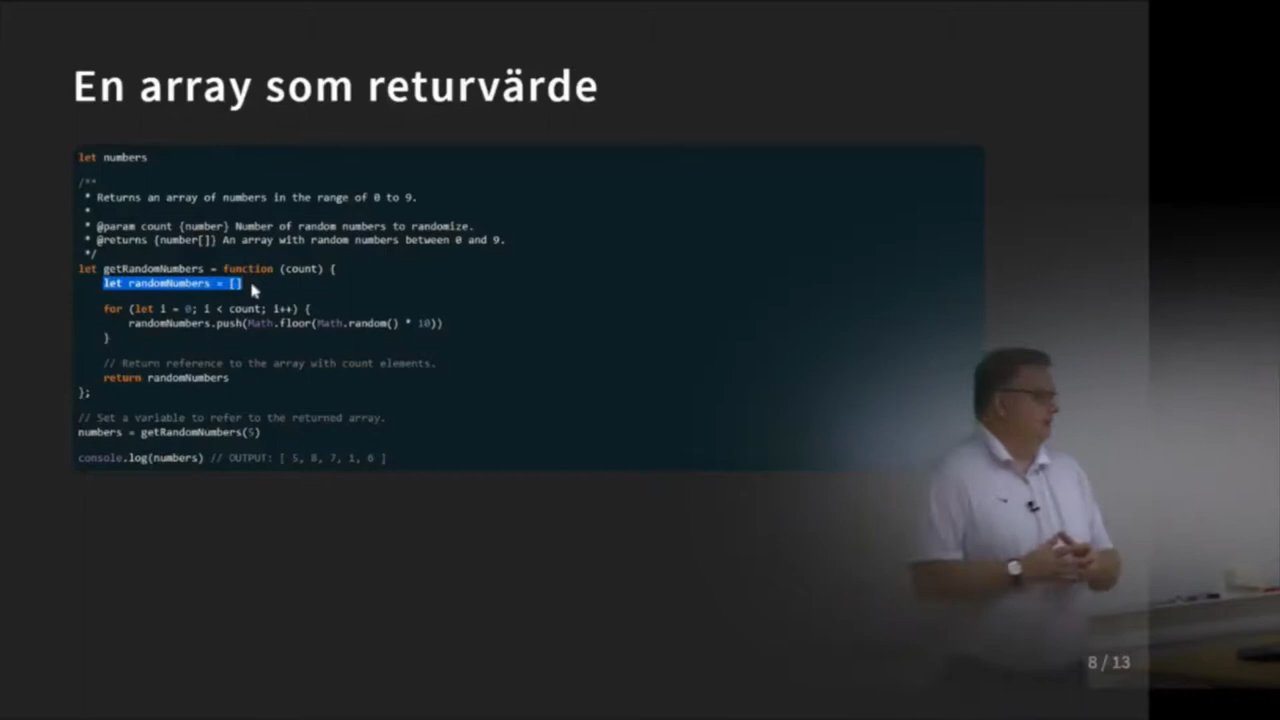 En array som returvärde
let numbers
/**
* Returns an array of numbers in the range of 0 to 9.
*
* @param count {number} Number of random numbers to randomize.
* @returns {number[]} An array with random numbers between 0 and 9.
*/
let getRandomNumbers = function (count) {
let randomNumbers = []
for (let i = 0; i < count; i++) {
randomNumbers.push(Math.floor(Math.random() * 10))
}
// Return reference to the array with count elements.
return randomNumbers
};
// Set a variable to refer to the returned array.
numbers = getRandomNumbers(5)
console.log(numbers) // OUTPUT: [ 5, 8, 7, 1, 6 ]
8 / 13